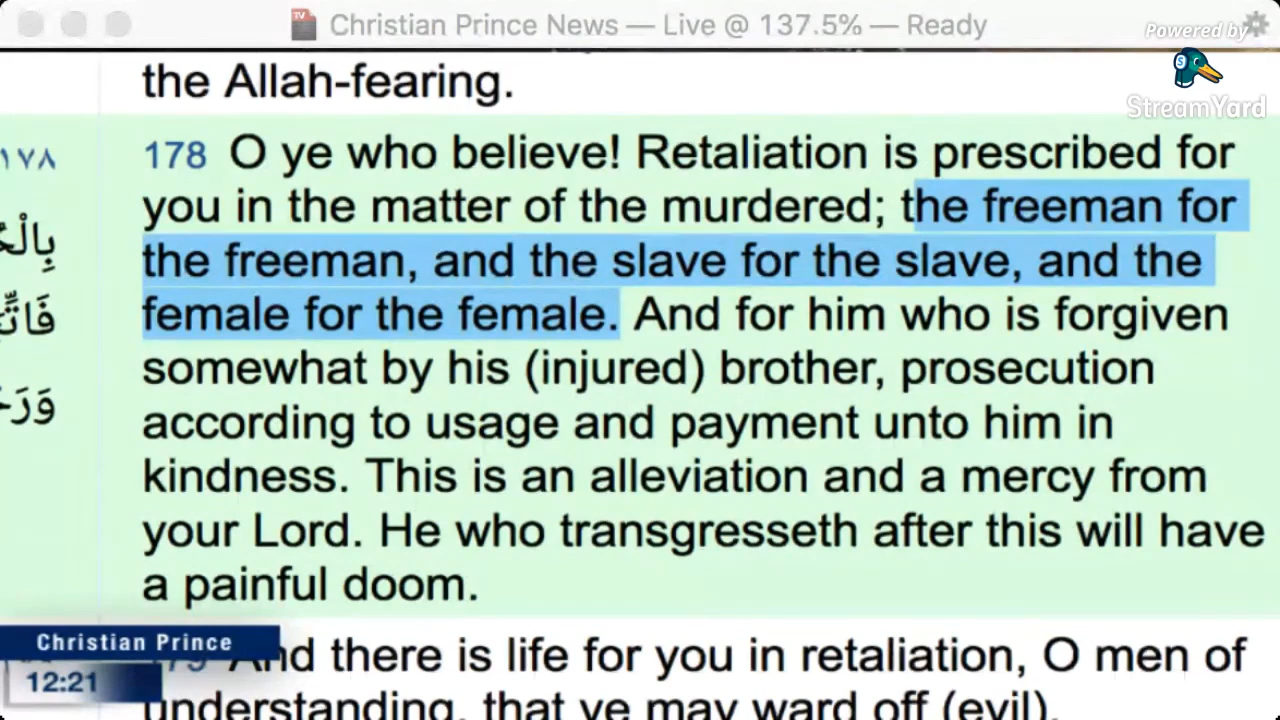 Christian Prince News — Live @ 137.5% — Ready
Powered by
StreamYard
the Allah-fearing.
١٧٨
178 O ye who believe! Retaliation is prescribed for
you in the matter of the murdered; the freeman for
the freeman, and the slave for the slave, and the
female for the female. And for him who is forgiven
somewhat by his (injured) brother, prosecution
according to usage and payment unto him in
kindness. This is an alleviation and a mercy from
your Lord. He who transgresseth after this will have
a painful doom.
Christian Prince
12:21
179 And there is life for you in retaliation, O men of
understanding, that ye may ward off (evil).